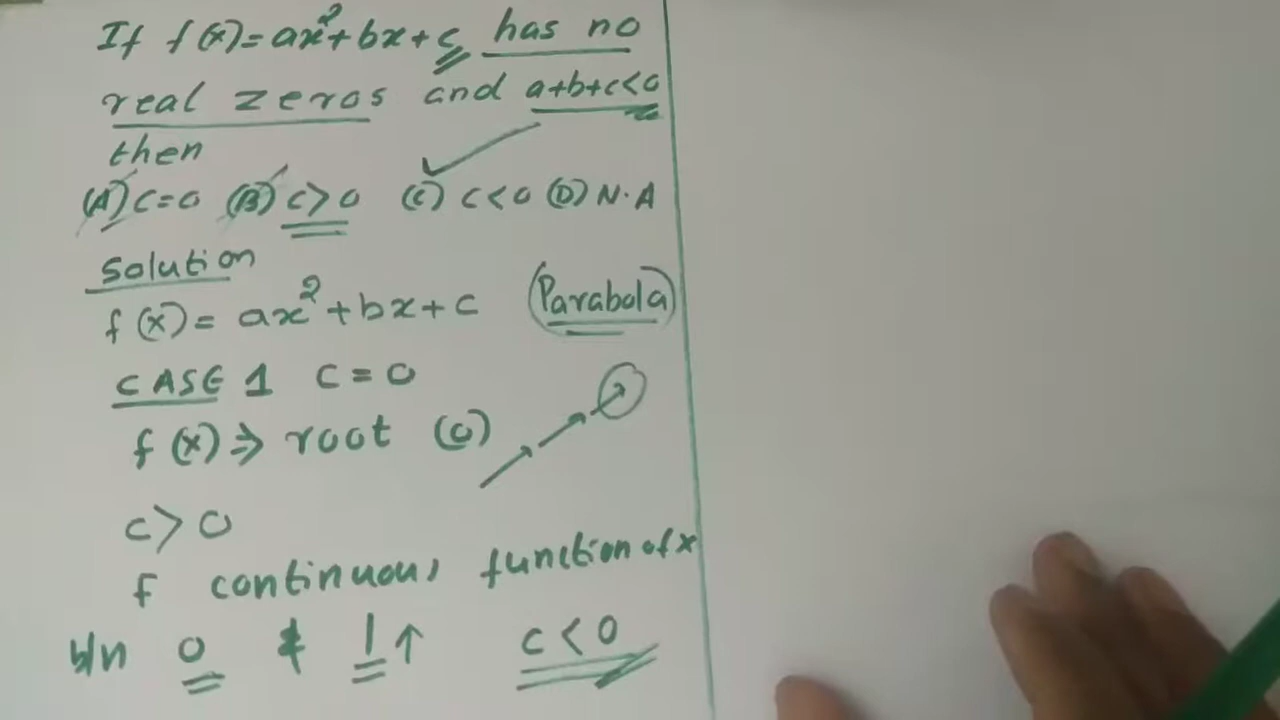 If f(x)=ax²+bx+c has no
real zeros and a+b+c<0
then
(A) c=0 (B) c>0 (C) c<0 (D) N.A
Solution
f(x)= ax²+bx+c (Parabola)
CASE 1 c=0
f(x)⇒ root (0)
c>0
f continuous function of x
b/n 0 & 1↑ c<0